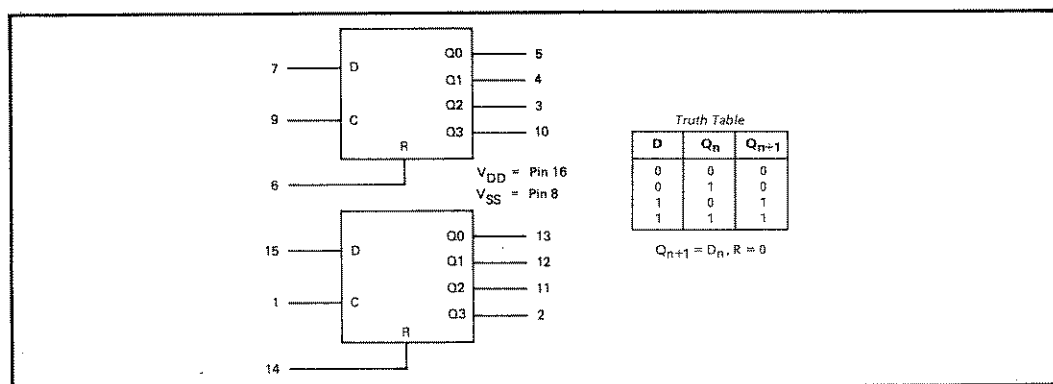 7 D Q0 5
Q1 4
9 C Q2 3
Q3 10
R
6
VDD = Pin 16
VSS = Pin 8
15 D Q0 13
Q1 12
1 C Q2 11
Q3 2
R
14
Truth Table
D Qn Qn+1
0 0 0
0 1 0
1 0 1
1 1 1
Qn+1 = Dn, R = 0